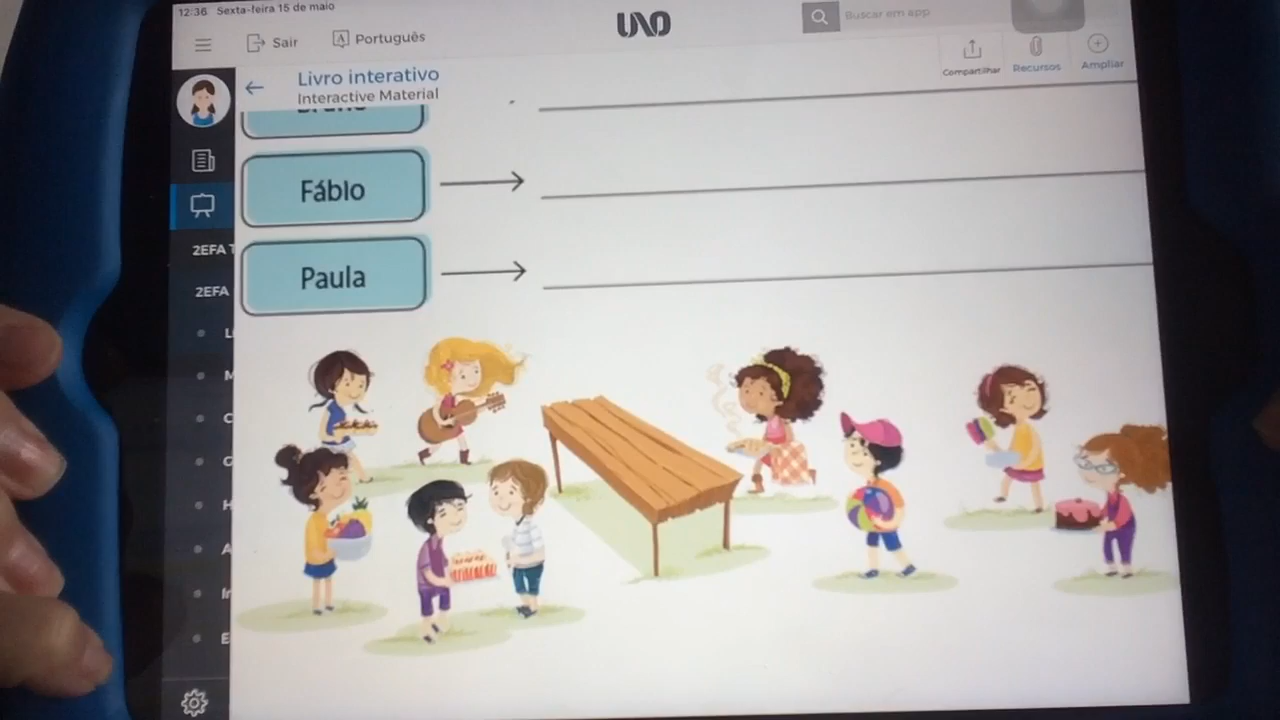 12:36 Sexta-feira 15 de maio
Sair
Português
UNO
Buscar em app
Livro interativo
Interactive Material
Compartilhar
Recursos
Ampliar
Fábio
Paula
2EFA
2EFA
L
M
C
C
H
A
E